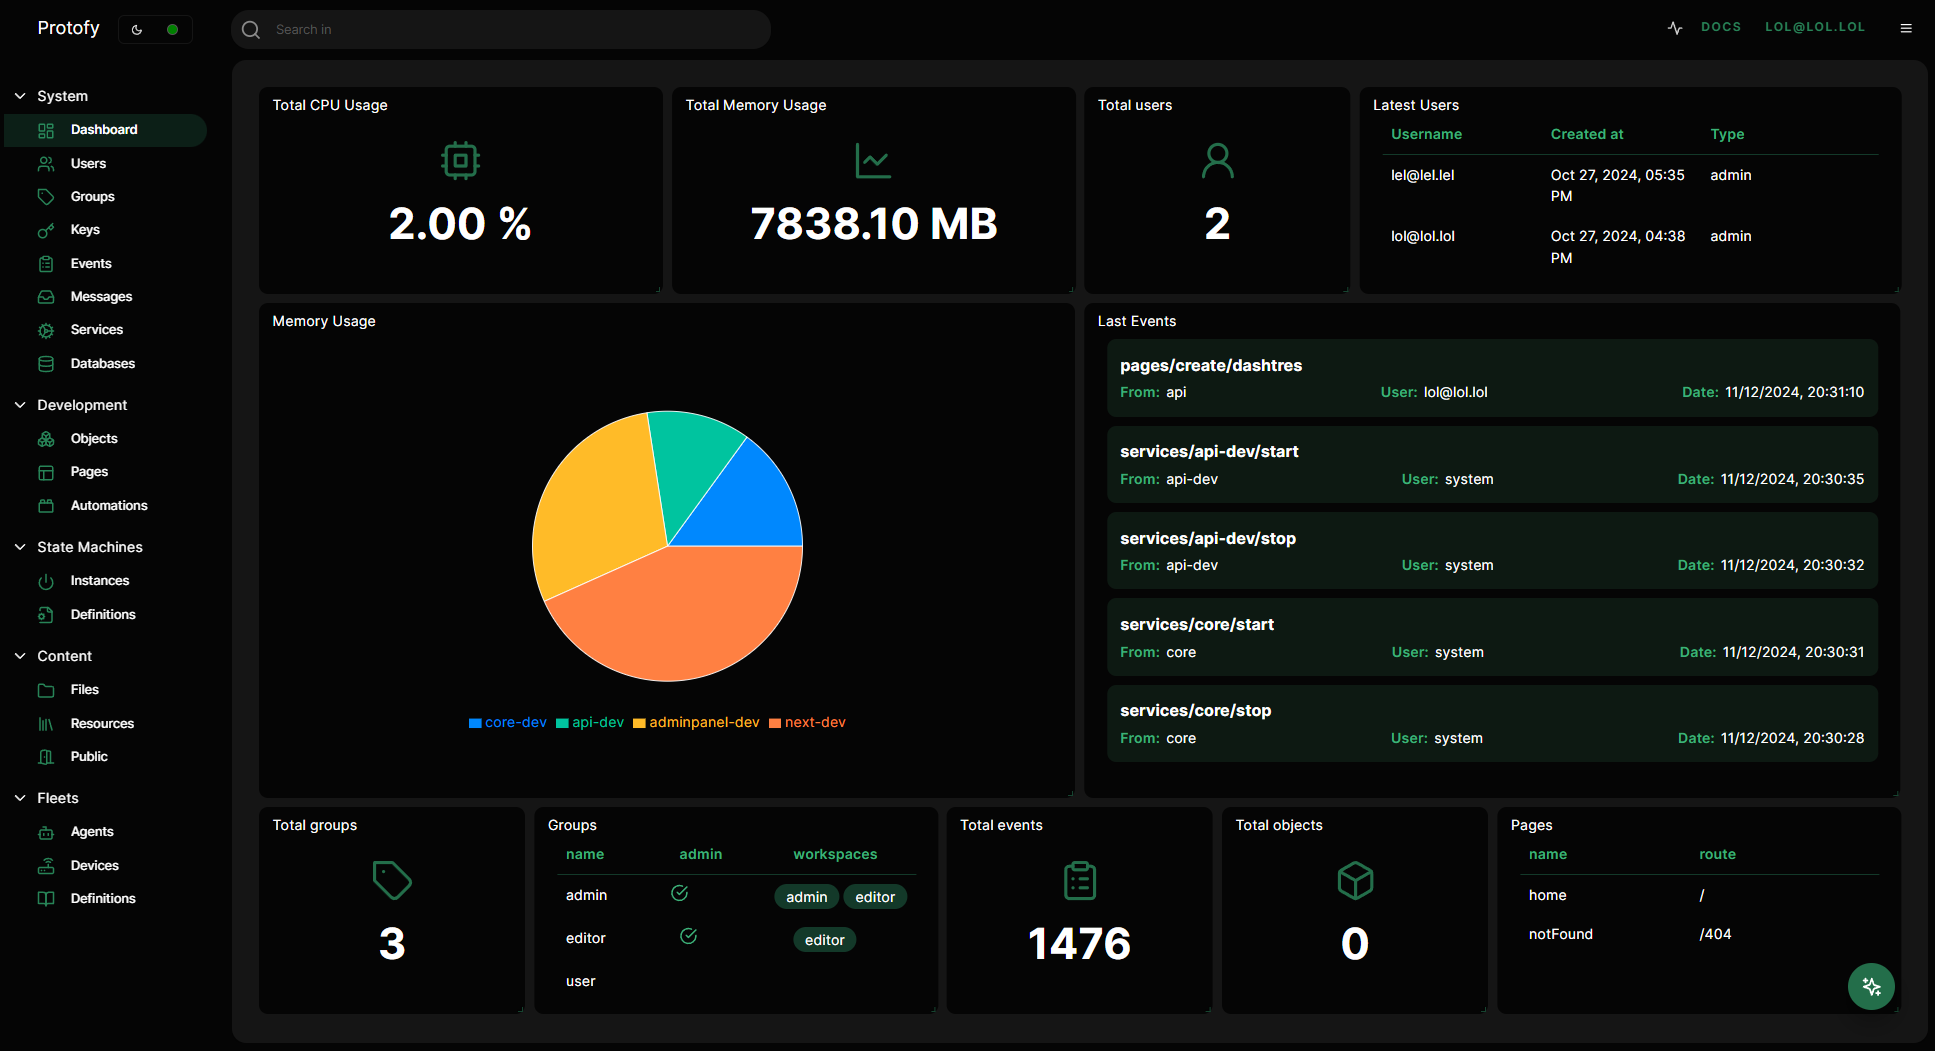 Protofy
Search in
DOCS
LOL@LOL.LOL
System
Dashboard
Users
Groups
Keys
Events
Messages
Services
Databases
Development
Objects
Pages
Automations
State Machines
Instances
Definitions
Content
Files
Resources
Public
Fleets
Agents
Devices
Definitions
Total CPU Usage
2.00 %
Total Memory Usage
7838.10 MB
Total users
2
Latest Users
Username Created at Type
lel@lel.lel Oct 27, 2024, 05:35 admin
PM
lol@lol.lol Oct 27, 2024, 04:38 admin
PM
Memory Usage
core-dev api-dev adminpanel-dev next-dev
Last Events
pages/create/dashtres
From: api User: lol@lol.lol Date: 11/12/2024, 20:31:10
services/api-dev/start
From: api-dev User: system Date: 11/12/2024, 20:30:35
services/api-dev/stop
From: api-dev User: system Date: 11/12/2024, 20:30:32
services/core/start
From: core User: system Date: 11/12/2024, 20:30:31
services/core/stop
From: core User: system Date: 11/12/2024, 20:30:28
Total groups
3
Groups
name admin workspaces
admin admin editor
editor editor
user
Total events
1476
Total objects
0
Pages
name route
home /
notFound /404